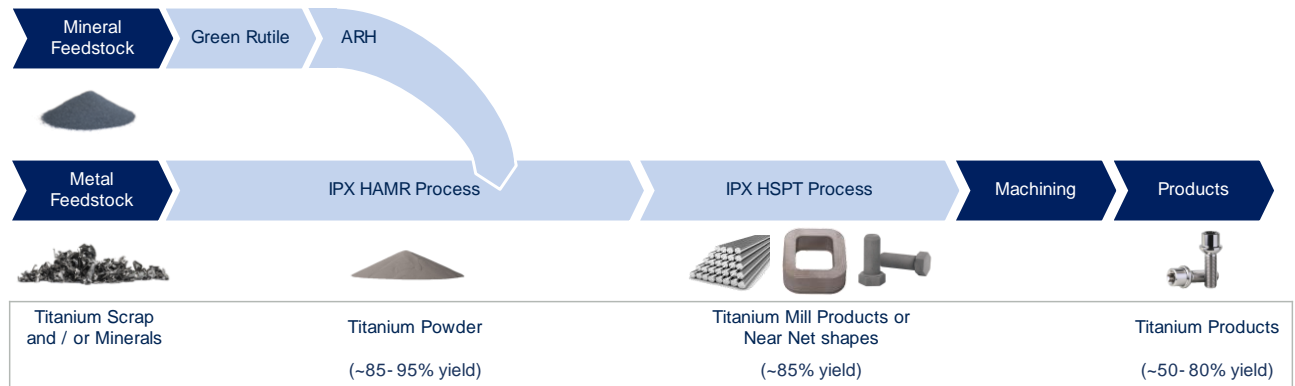 Mineral
Feedstock
Green Rutile
ARH
Metal
Feedstock
IPX HAMR Process
IPX HSPT Process
Machining
Products
Titanium Scrap
and / or Minerals
Titanium Powder
(~85- 95% yield)
Titanium Mill Products or
Near Net shapes
(~85% yield)
Titanium Products
(~50- 80% yield)